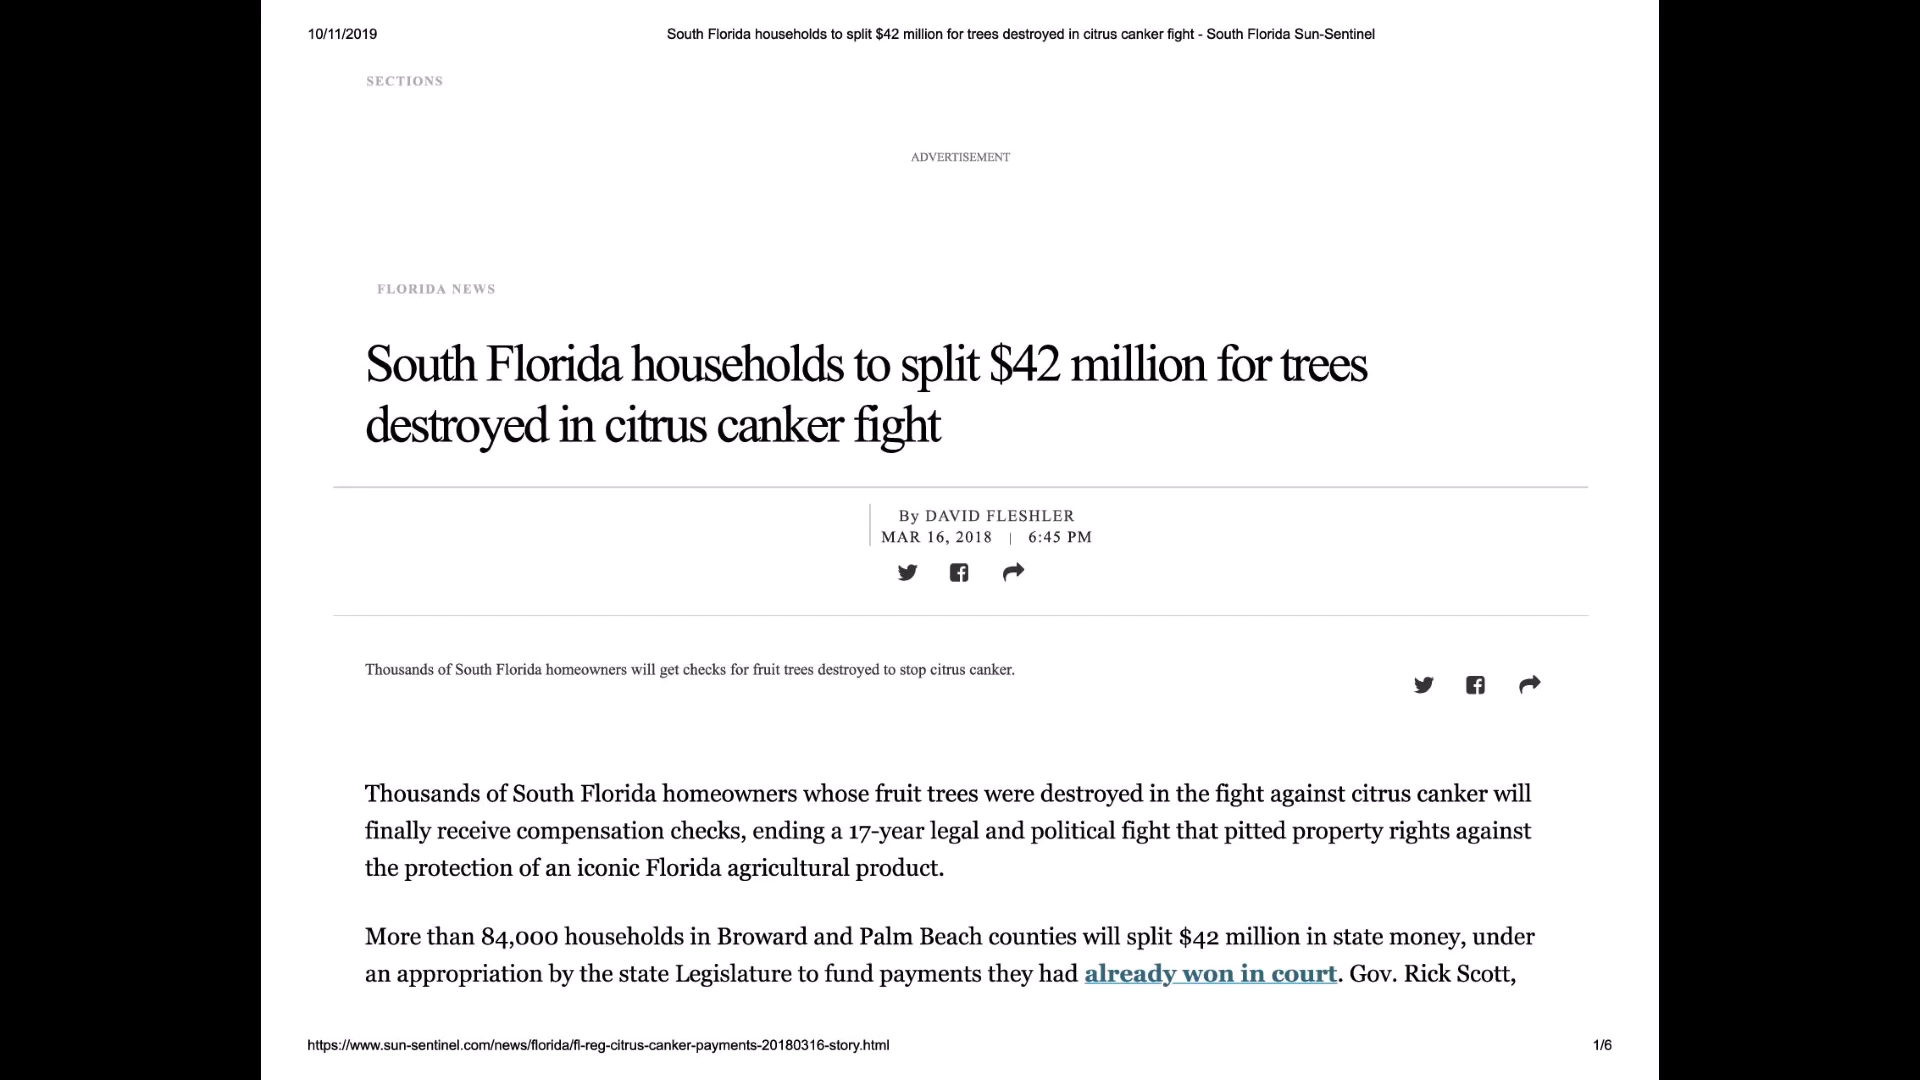 10/11/2019 South Florida households to split $42 million for trees destroyed in citrus canker fight - South Florida Sun-Sentinel
SECTIONS
ADVERTISEMENT
FLORIDA NEWS
South Florida households to split $42 million for trees
destroyed in citrus canker fight
By DAVID FLESHLER
MAR 16, 2018 | 6:45 PM
Thousands of South Florida homeowners will get checks for fruit trees destroyed to stop citrus canker.
Thousands of South Florida homeowners whose fruit trees were destroyed in the fight against citrus canker will
finally receive compensation checks, ending a 17-year legal and political fight that pitted property rights against
the protection of an iconic Florida agricultural product.
More than 84,000 households in Broward and Palm Beach counties will split $42 million in state money, under
an appropriation by the state Legislature to fund payments they had already won in court. Gov. Rick Scott,
https://www.sun-sentinel.com/news/florida/fl-reg-citrus-canker-payments-20180316-story.html 1/6